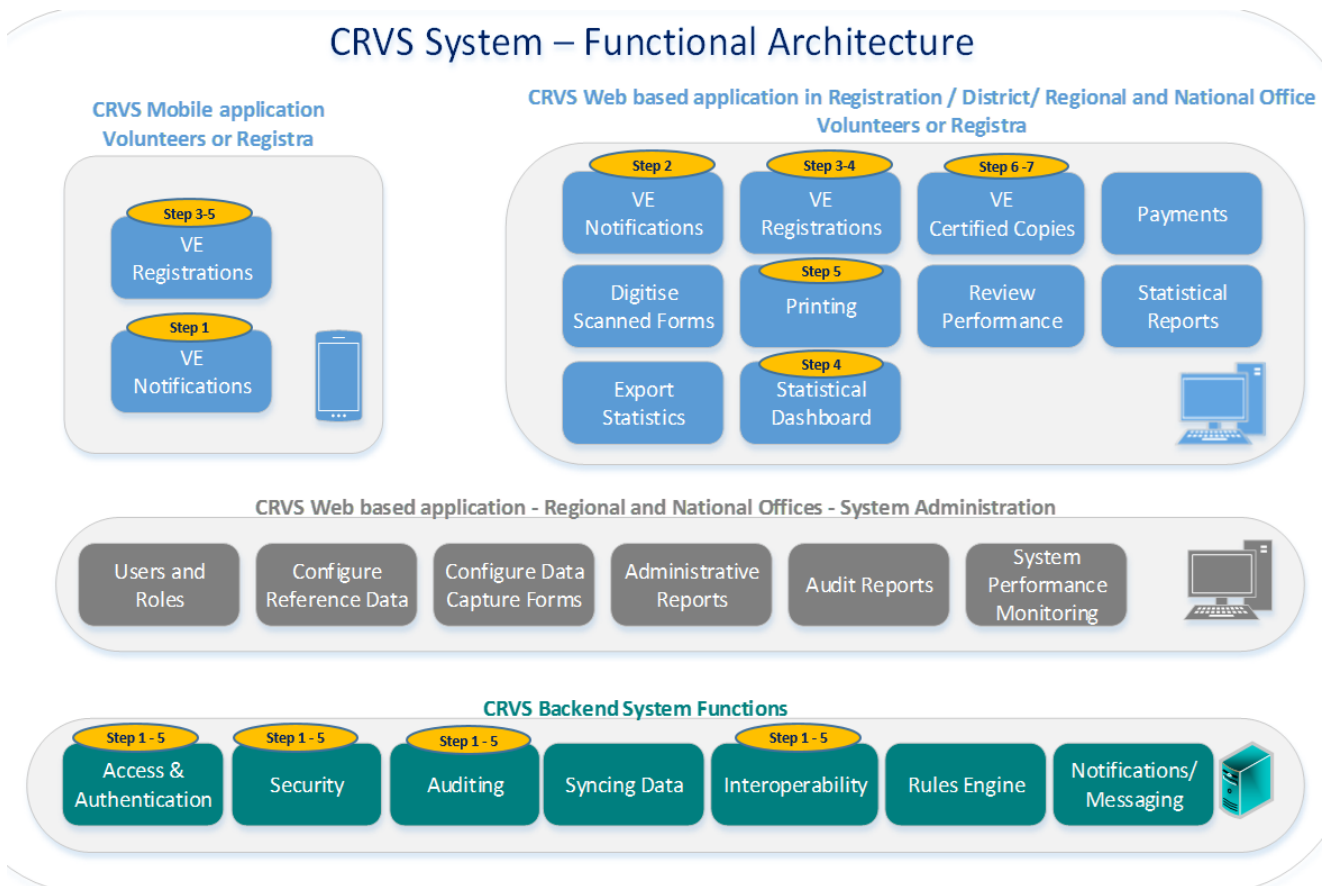 CRVS System – Functional Architecture
CRVS Mobile application
Volunteers or Registra
Step 3-5
VE
Registrations
Step 1
VE
Notifications
CRVS Web based application in Registration / District/ Regional and National Office
Volunteers or Registra
Step 2
VE
Notifications
Step 3-4
VE
Registrations
Step 6 -7
VE
Certified Copies
Payments
Digitise
Scanned Forms
Step 5
Printing
Review
Performance
Statistical
Reports
Export
Statistics
Step 4
Statistical
Dashboard
CRVS Web based application - Regional and National Offices - System Administration
Users and
Roles
Configure
Reference Data
Configure Data
Capture Forms
Administrative
Reports
Audit Reports
System
Performance
Monitoring
CRVS Backend System Functions
Step 1 - 5
Access &
Authentication
Step 1 - 5
Security
Step 1 - 5
Auditing
Syncing Data
Step 1 - 5
Interoperability
Rules Engine
Notifications/
Messaging